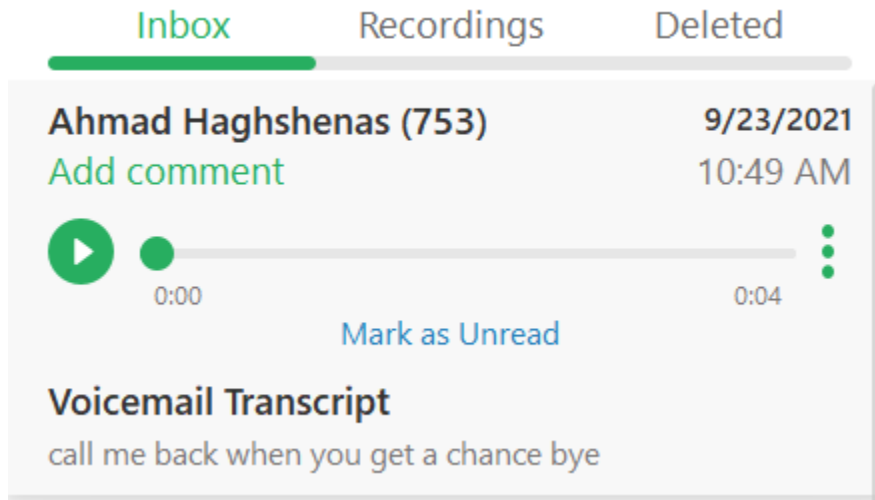 Inbox Recordings Deleted
Ahmad Haghshenas (753) 9/23/2021
Add comment 10:49 AM
0:00 0:04
Mark as Unread
Voicemail Transcript
call me back when you get a chance bye